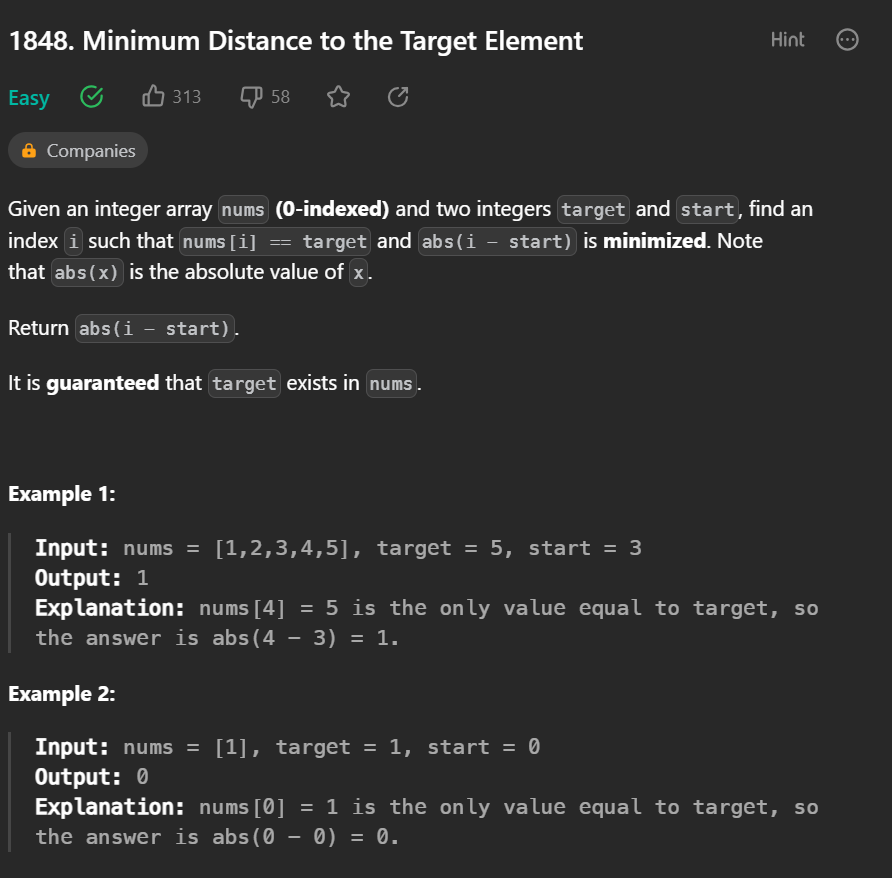 1848. Minimum Distance to the Target Element
Hint
Easy
313
58
Companies
Given an integer array nums (0-indexed) and two integers target and start, find an
index i such that nums[i] == target and abs(i - start) is minimized. Note
that abs(x) is the absolute value of x.
Return abs(i - start).
It is guaranteed that target exists in nums.
Example 1:
Input: nums = [1,2,3,4,5], target = 5, start = 3
Output: 1
Explanation: nums[4] = 5 is the only value equal to target, so
the answer is abs(4 - 3) = 1.
Example 2:
Input: nums = [1], target = 1, start = 0
Output: 0
Explanation: nums[0] = 1 is the only value equal to target, so
the answer is abs(0 - 0) = 0.